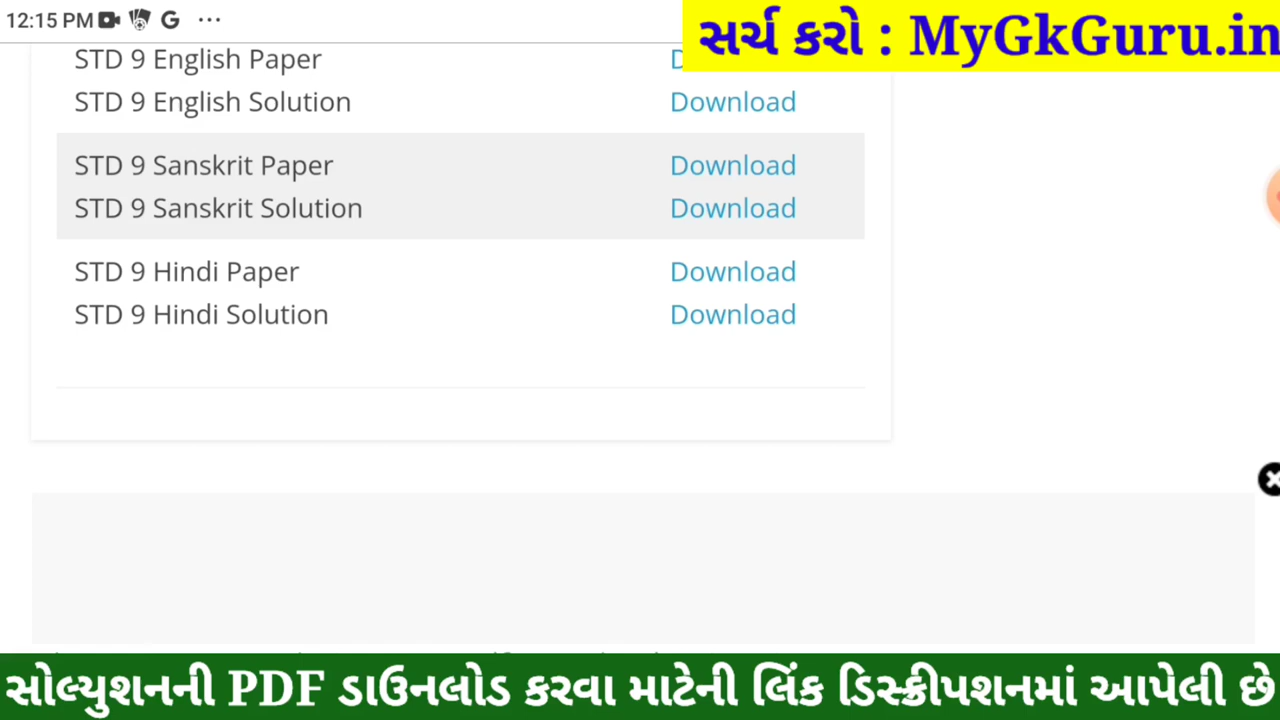 12:15 PM
સર્ચ કરો : MyGkGuru.in
STD 9 English Paper
STD 9 English Solution Download
STD 9 Sanskrit Paper Download
STD 9 Sanskrit Solution Download
STD 9 Hindi Paper Download
STD 9 Hindi Solution Download
સોલ્યુશનની PDF ડાઉનલોડ કરવા માટેની લિંક ડિસ્ક્રીપશનમાં આપેલી છે